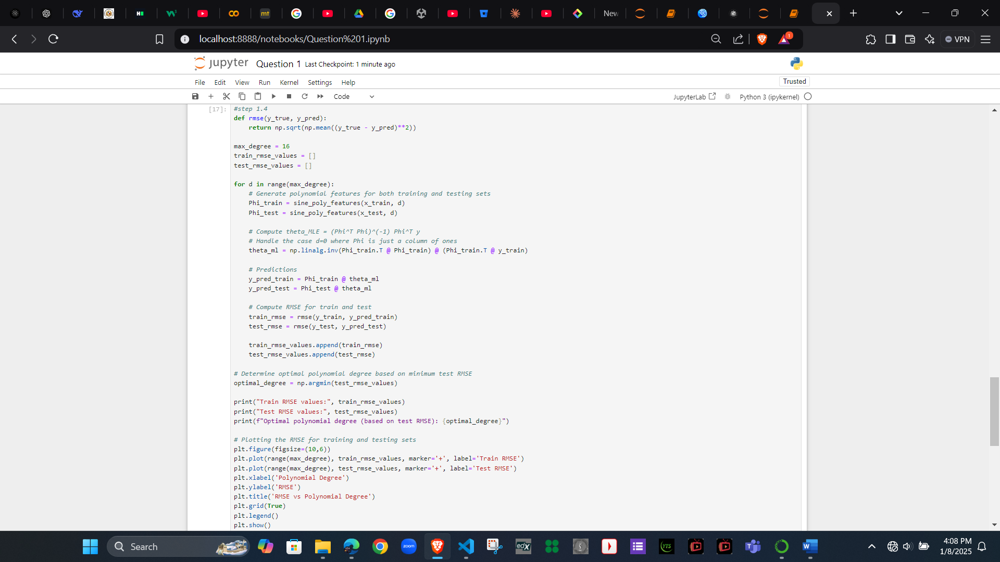 New
localhost:8888/notebooks/Question%201.ipynb
1
VPN
jupyter Question 1 Last Checkpoint: 1 minute ago
File Edit View Run Kernel Settings Help
Trusted
Code
JupyterLab
Python 3 (ipykernel)
[17]: #step 1.4
def rmse(y_true, y_pred):
    return np.sqrt(np.mean((y_true - y_pred)**2))
max_degree = 16
train_rmse_values = []
test_rmse_values = []
for d in range(max_degree):
    # Generate polynomial features for both training and testing sets
    Phi_train = sine_poly_features(x_train, d)
    Phi_test = sine_poly_features(x_test, d)
    # Compute theta_MLE = (Phi^T Phi)^(-1) Phi^T y
    # Handle the case d=0 where Phi is just a column of ones
    theta_ml = np.linalg.inv(Phi_train.T @ Phi_train) @ (Phi_train.T @ y_train)
    # Predictions
    y_pred_train = Phi_train @ theta_ml
    y_pred_test = Phi_test @ theta_ml
    # Compute RMSE for train and test
    train_rmse = rmse(y_train, y_pred_train)
    test_rmse = rmse(y_test, y_pred_test)
    train_rmse_values.append(train_rmse)
    test_rmse_values.append(test_rmse)
# Determine optimal polynomial degree based on minimum test RMSE
optimal_degree = np.argmin(test_rmse_values)
print("Train RMSE values:", train_rmse_values)
print("Test RMSE values:", test_rmse_values)
print(f"Optimal polynomial degree (based on test RMSE): {optimal_degree}")
# Plotting the RMSE for training and testing sets
plt.figure(figsize=(10,6))
plt.plot(range(max_degree), train_rmse_values, marker='+', label='Train RMSE')
plt.plot(range(max_degree), test_rmse_values, marker='+', label='Test RMSE')
plt.xlabel('Polynomial Degree')
plt.ylabel('RMSE')
plt.title('RMSE vs Polynomial Degree')
plt.grid(True)
plt.legend()
plt.show()
Search
zoom
edX
YTS
4:08 PM
1/8/2025